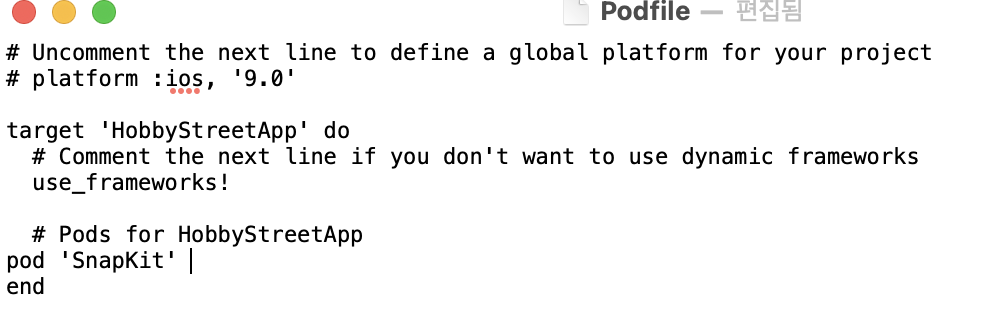 Podfile — 편집됨
# Uncomment the next line to define a global platform for your project
# platform :ios, '9.0'
target 'HobbyStreetApp' do
# Comment the next line if you don't want to use dynamic frameworks
use_frameworks!
# Pods for HobbyStreetApp
pod 'SnapKit'
end